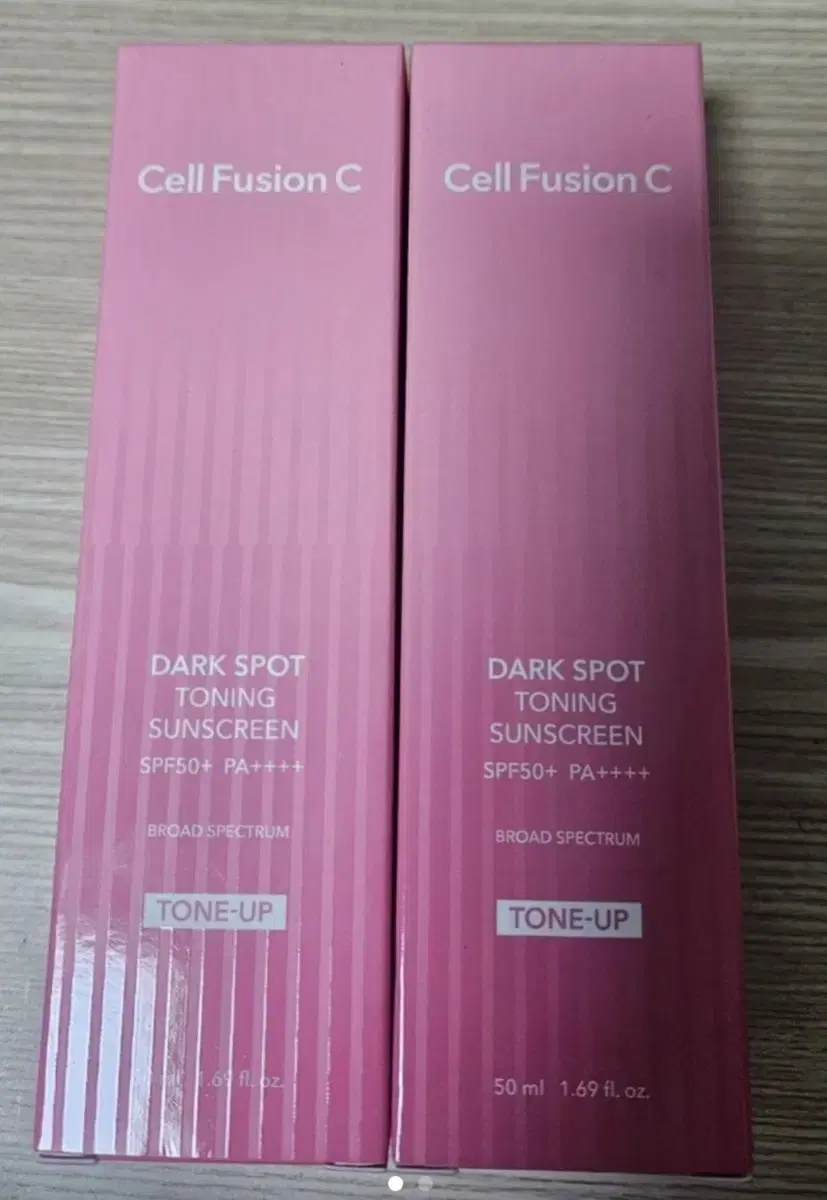 Cell Fusion C
DARK SPOT
TONING
SUNSCREEN
SPF50+ PA++++
BROAD SPECTRUM
TONE-UP
ml 1.69 fl. oz.
Cell Fusion C
DARK SPOT
TONING
SUNSCREEN
SPF50+ PA++++
BROAD SPECTRUM
TONE-UP
50 ml 1.69 fl. oz.